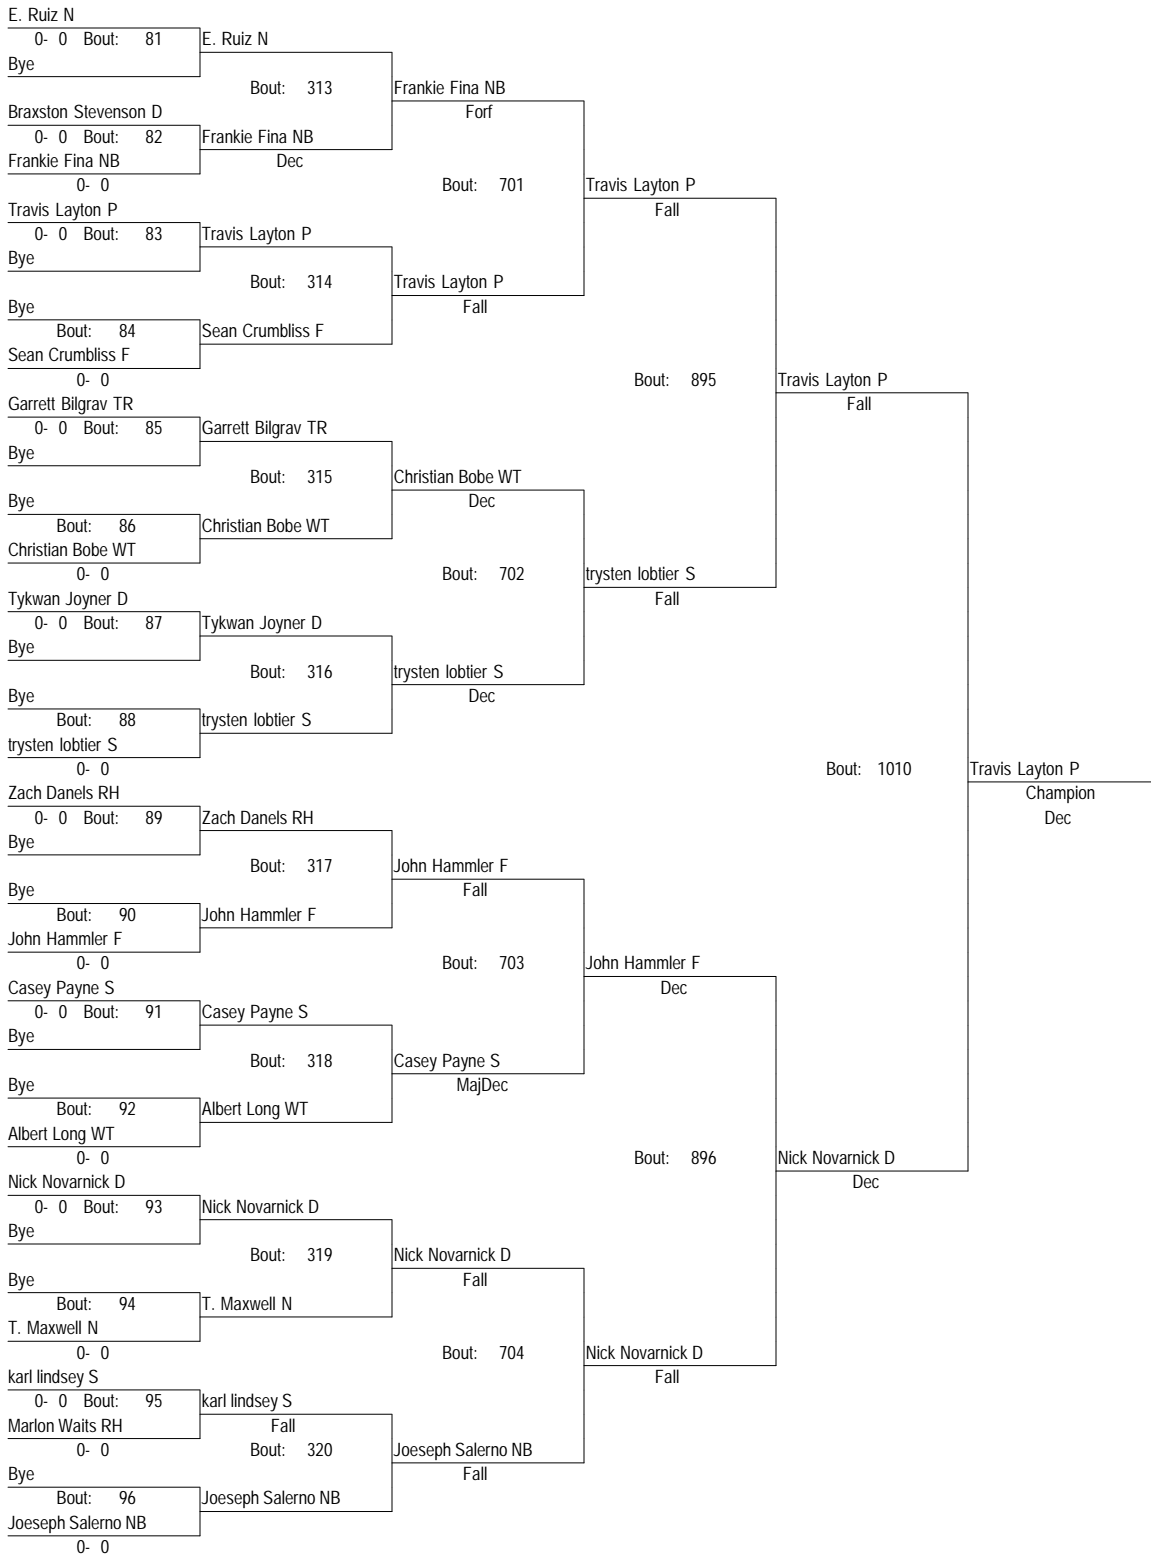 E. Ruiz N
0- 0 Bout: 81
E. Ruiz N
Bye
Bout: 313
Frankie Fina NB
Forf
Braxston Stevenson D
0- 0 Bout: 82
Frankie Fina NB
Dec
Frankie Fina NB
0- 0
Bout: 701
Travis Layton P
Fall
Travis Layton P
0- 0 Bout: 83
Travis Layton P
Bye
Bout: 314
Travis Layton P
Fall
Bye
Bout: 84
Sean Crumbliss F
Sean Crumbliss F
0- 0
Bout: 895
Travis Layton P
Fall
Garrett Bilgrav TR
0- 0 Bout: 85
Garrett Bilgrav TR
Bye
Bout: 315
Christian Bobe WT
Dec
Bye
Bout: 86
Christian Bobe WT
Christian Bobe WT
0- 0
Bout: 702
trysten lobtier S
Fall
Tykwan Joyner D
0- 0 Bout: 87
Tykwan Joyner D
Bye
Bout: 316
trysten lobtier S
Dec
Bye
Bout: 88
trysten lobtier S
trysten lobtier S
0- 0
Bout: 1010
Travis Layton P
Champion
Dec
Zach Danels RH
0- 0 Bout: 89
Zach Danels RH
Bye
Bout: 317
John Hammler F
Fall
Bye
Bout: 90
John Hammler F
John Hammler F
0- 0
Bout: 703
John Hammler F
Dec
Casey Payne S
0- 0 Bout: 91
Casey Payne S
Bye
Bout: 318
Casey Payne S
MajDec
Bye
Bout: 92
Albert Long WT
Albert Long WT
0- 0
Bout: 896
Nick Novarnick D
Dec
Nick Novarnick D
0- 0 Bout: 93
Nick Novarnick D
Bye
Bout: 319
Nick Novarnick D
Fall
Bye
Bout: 94
T. Maxwell N
T. Maxwell N
0- 0
Bout: 704
Nick Novarnick D
Fall
karl lindsey S
0- 0 Bout: 95
karl lindsey S
Fall
Marlon Waits RH
0- 0
Bout: 320
Joeseph Salerno NB
Fall
Bye
Bout: 96
Joeseph Salerno NB
Joeseph Salerno NB
0- 0